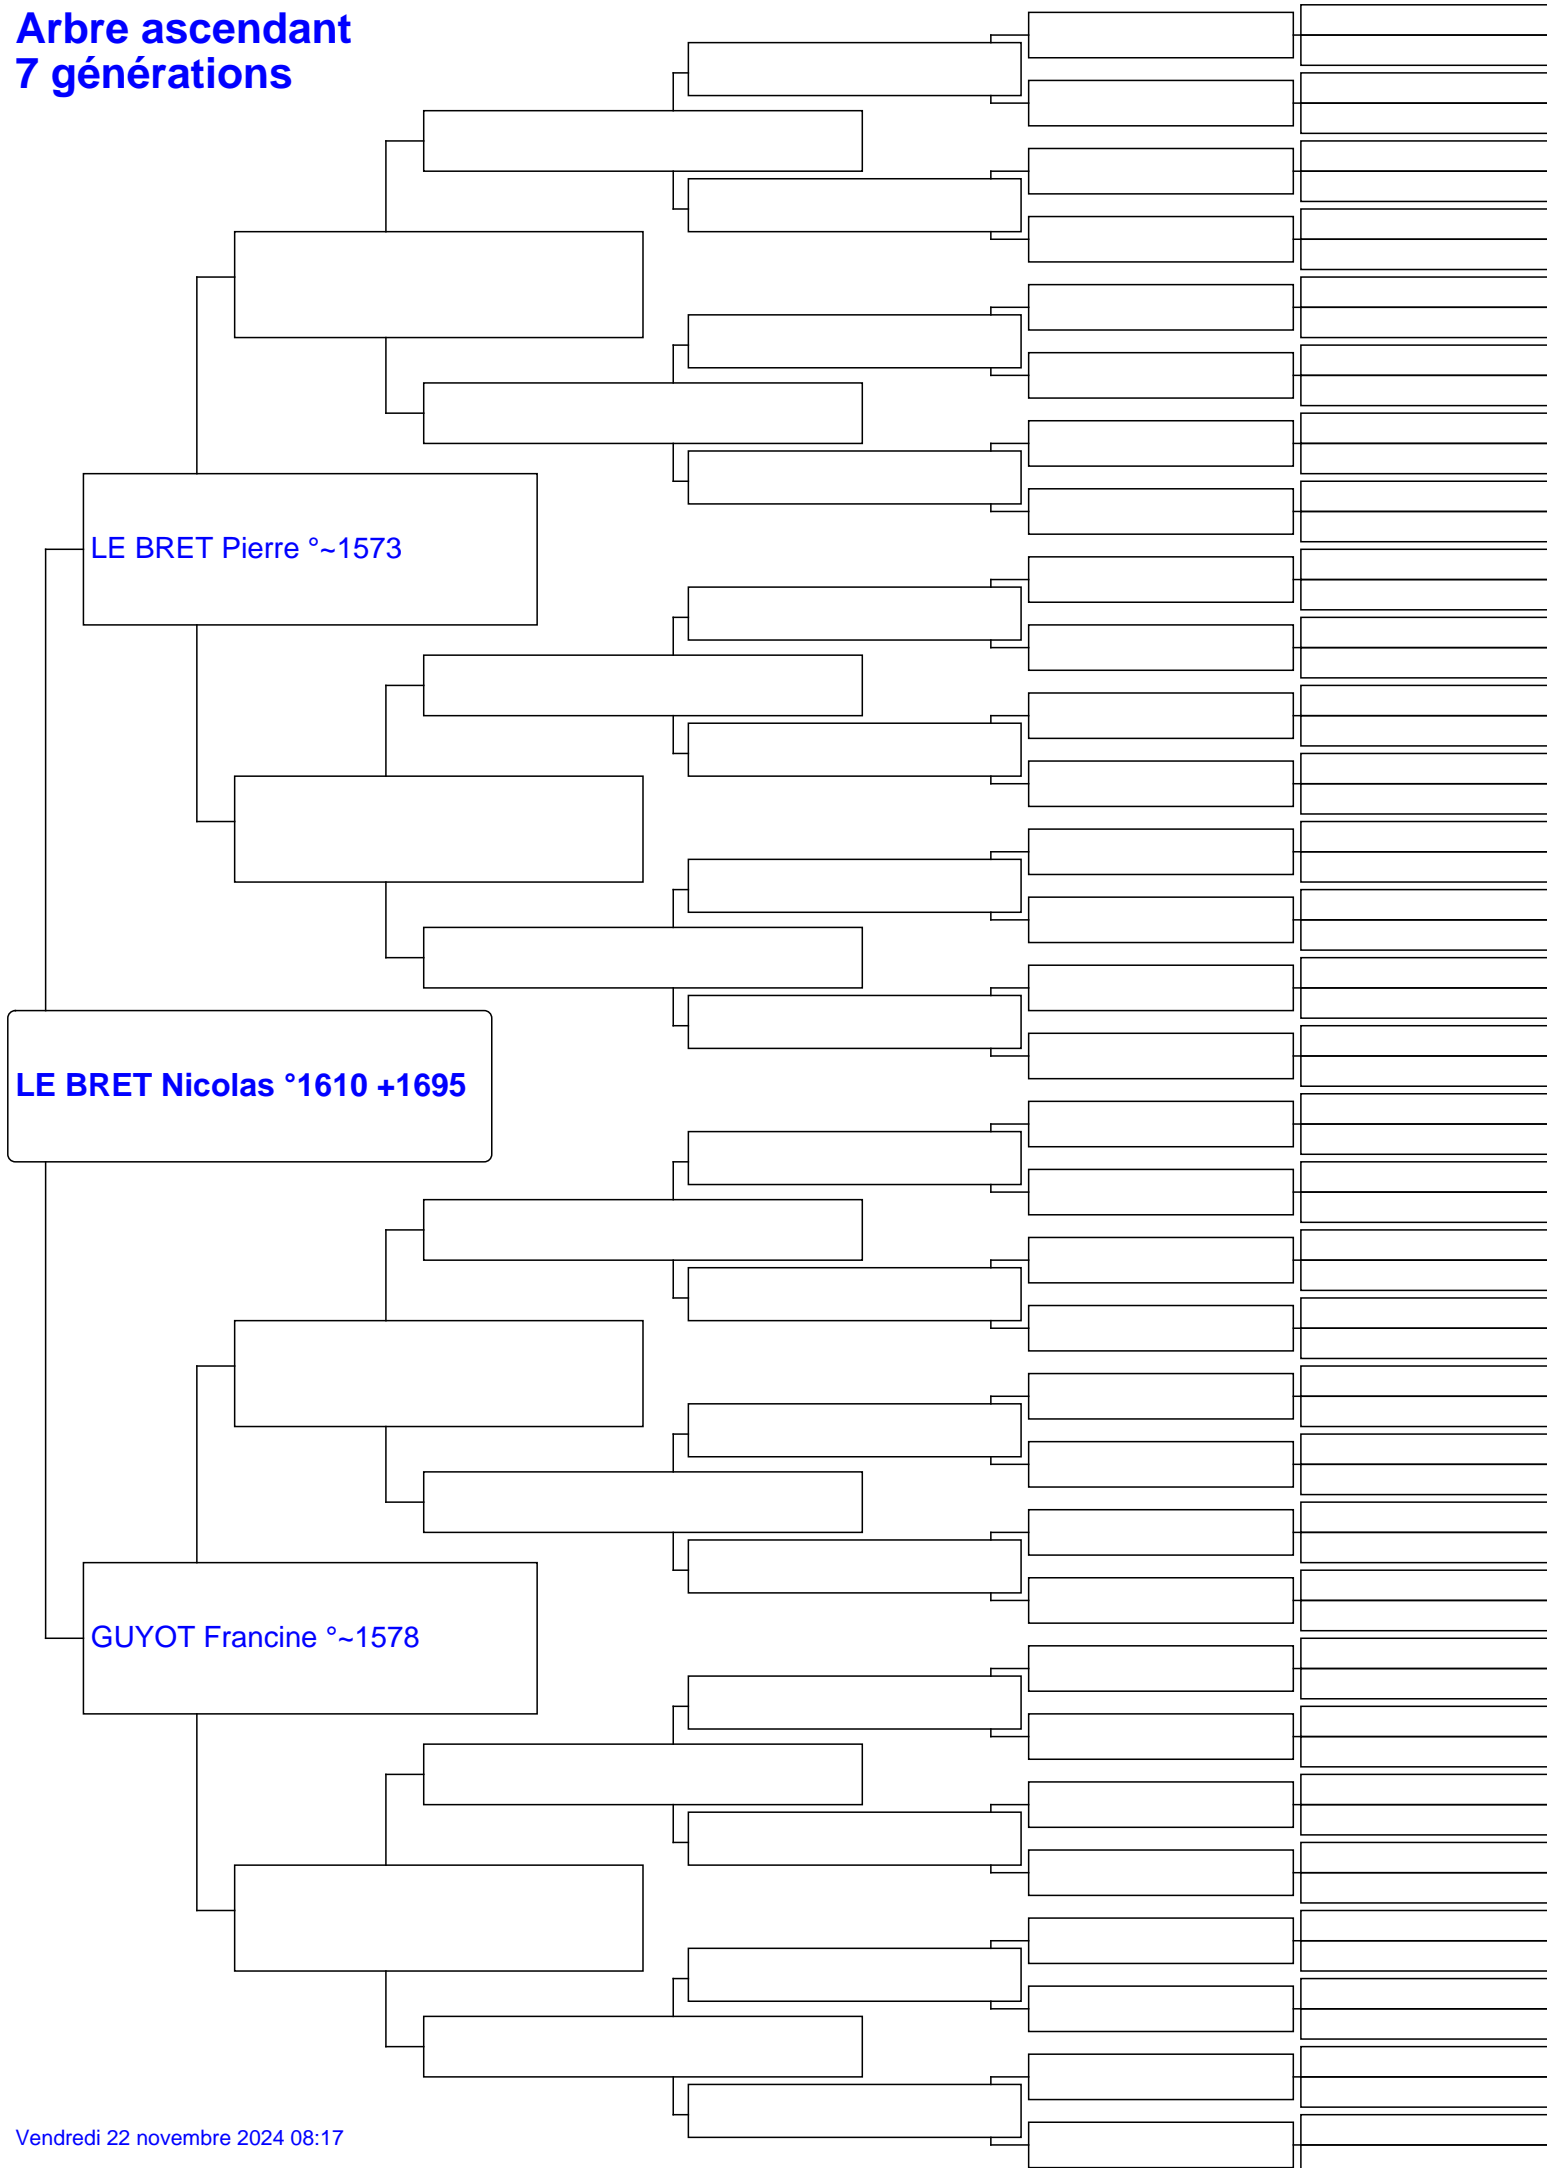 Arbre ascendant
7 générations
LE BRET Pierre °~1573
LE BRET Nicolas °1610 +1695
GUYOT Francine °~1578
Vendredi 22 novembre 2024 08:17